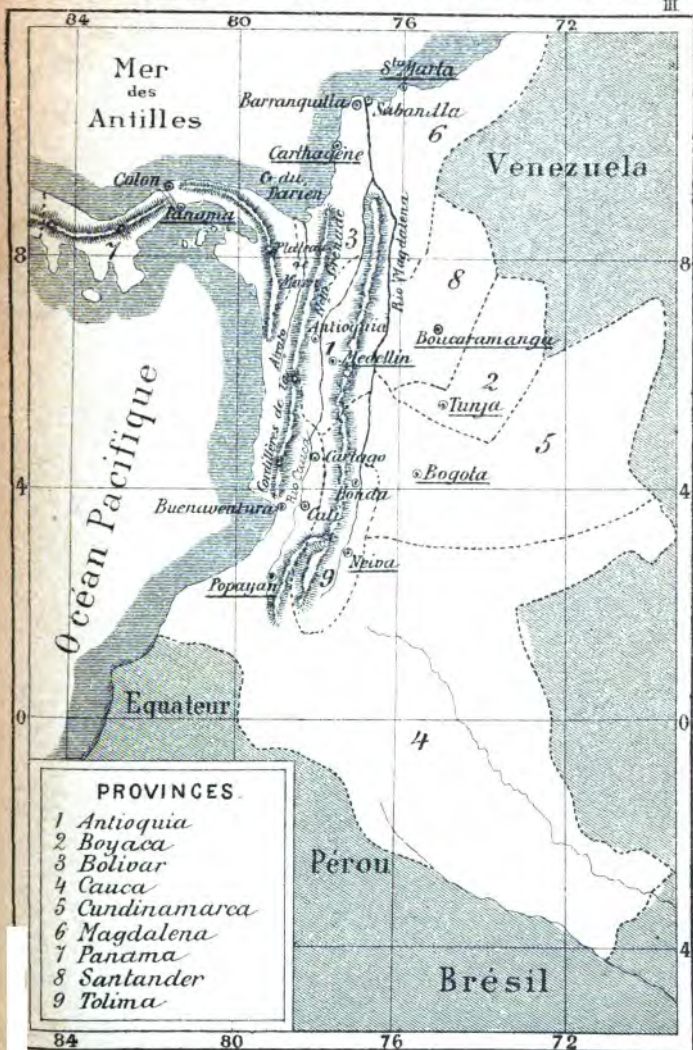 III.
84 80 76 72
Mer
des
Antilles
Sta Marta
Barranquilla
Sabanilla
6
Carthagène
Venezuela
Colon
G. du
Darien
Panama
7
8
8
3
Rio Magdalena
8
Antioquia
1
Medellin
Boucaramanga
2
Tunja
5
Cordillères de
Rio Cauca
Cartago
Bogota
4
4
Honda
Buenaventura
Cali
Neiva
9
Popayan
Océan Pacifique
Equateur
0
0
4
Pérou
4
Brésil
PROVINCES
1 Antioquia
2 Boyaca
3 Bolivar
4 Cauca
5 Cundinamarca
6 Magdalena
7 Panama
8 Santander
9 Tolima
84 80 76 72